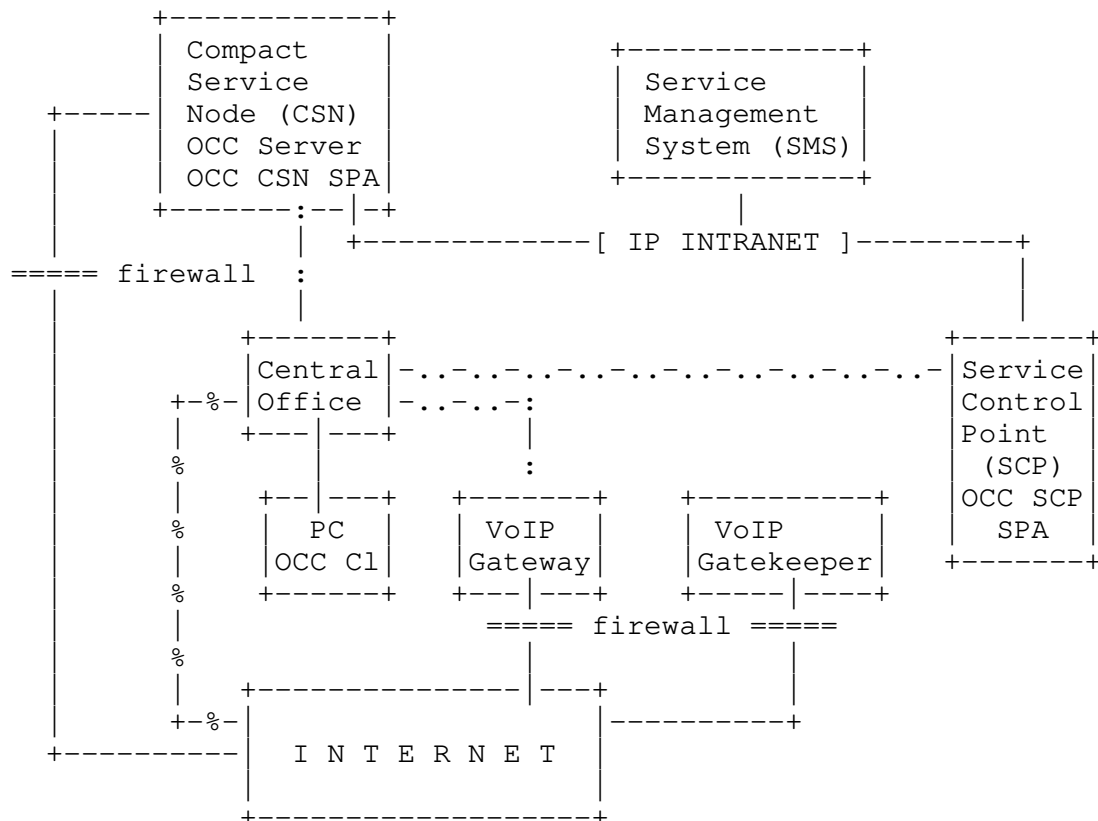 Compact
Service
Node (CSN)
OCC Server
OCC CSN SPA
Service
Management
System (SMS)
[ IP INTRANET ]
firewall
Central
Office
Service
Control
Point
(SCP)
OCC SCP
SPA
PC
OCC Cl
VoIP
Gateway
VoIP
Gatekeeper
firewall
I N T E R N E T